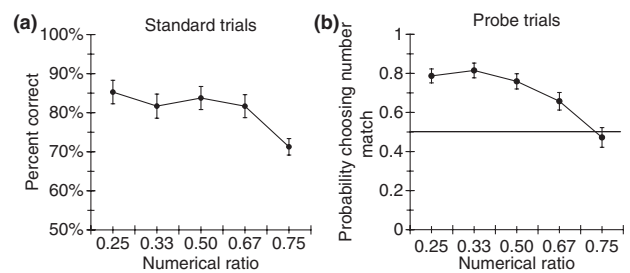 (a) Standard trials
100%
90%
80%
70%
60%
50%
Percent correct
0.25 0.33 0.50 0.67 0.75
Numerical ratio
(b) Probe trials
1
0.8
0.6
0.4
0.2
0
Probability choosing number
match
0.25 0.33 0.50 0.67 0.75
Numerical ratio